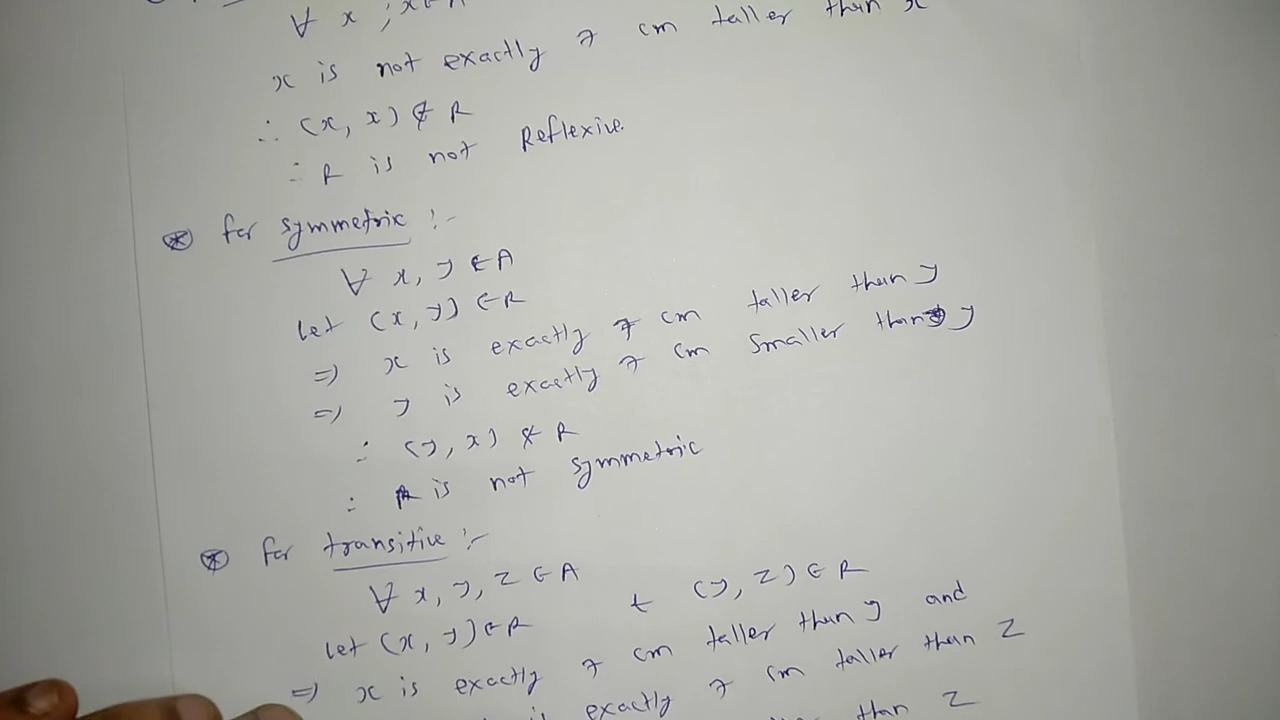 ∀ x ; x∈A
x is not exactly 7 cm taller than x
∴ (x, x) ∉ R
∴ R is not Reflexive.
⊛ for symmetric :-
∀ x, y ∈ A
let (x, y) ∈ R
⇒ x is exactly 7 cm taller than y
⇒ y is exactly 7 cm smaller than y
∴ (y, x) ∉ R
∴ R is not symmetric
⊛ for transitive :-
∀ x, y, z ∈ A
let (x, y) ∈ R & (y, z) ∈ R
⇒ x is exactly 7 cm taller than y and
is exactly 7 cm taller than z
than z